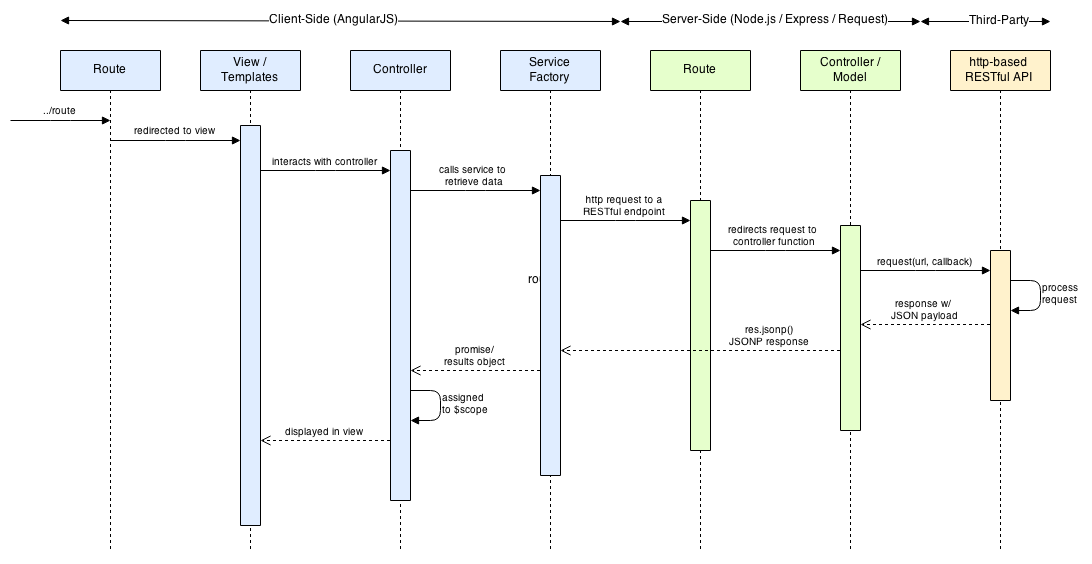 Client-Side (AngularJS)
Server-Side (Node.js / Express / Request)
Third-Party
Route
View /
Templates
Controller
Service
Factory
Route
Controller /
Model
http-based
RESTful API
../route
redirected to view
interacts with controller
calls service to
retrieve data
http request to a
RESTful endpoint
redirects request to
controller function
request(url, callback)
process
request
response w/
JSON payload
res.jsonp()
JSONP response
promise/
results object
assigned
to $scope
displayed in view